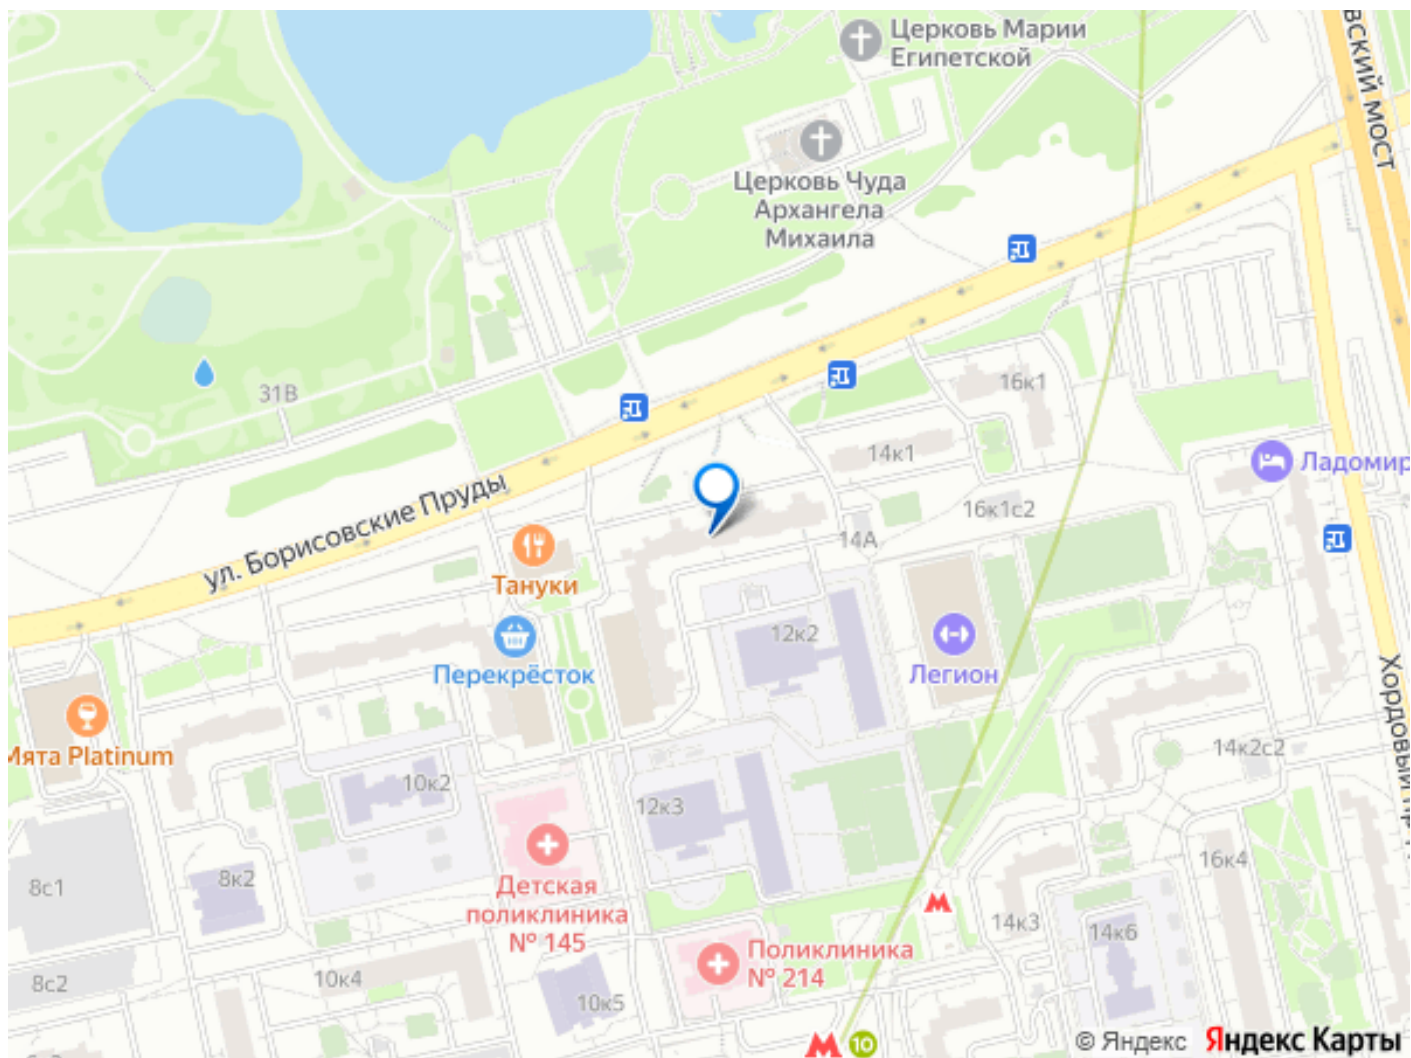 Церковь Марии
Египетской
вский мост
Церковь Чуда
Архангела
Михаила
31В
16к1
14к1
Ладомир
ул. Борисовские Пруды
16к1с2
14А
Тануки
12к2
Перекрёсток
Легион
Мята Platinum
Хордовый пр
14к2с2
10к2
12к3
8к2
8с1
16к4
Детская
поликлиника
№ 145
14к3
14к6
Поликлиника
№ 214
10к4
8с2
10к5
10
© Яндекс
Яндекс Карты